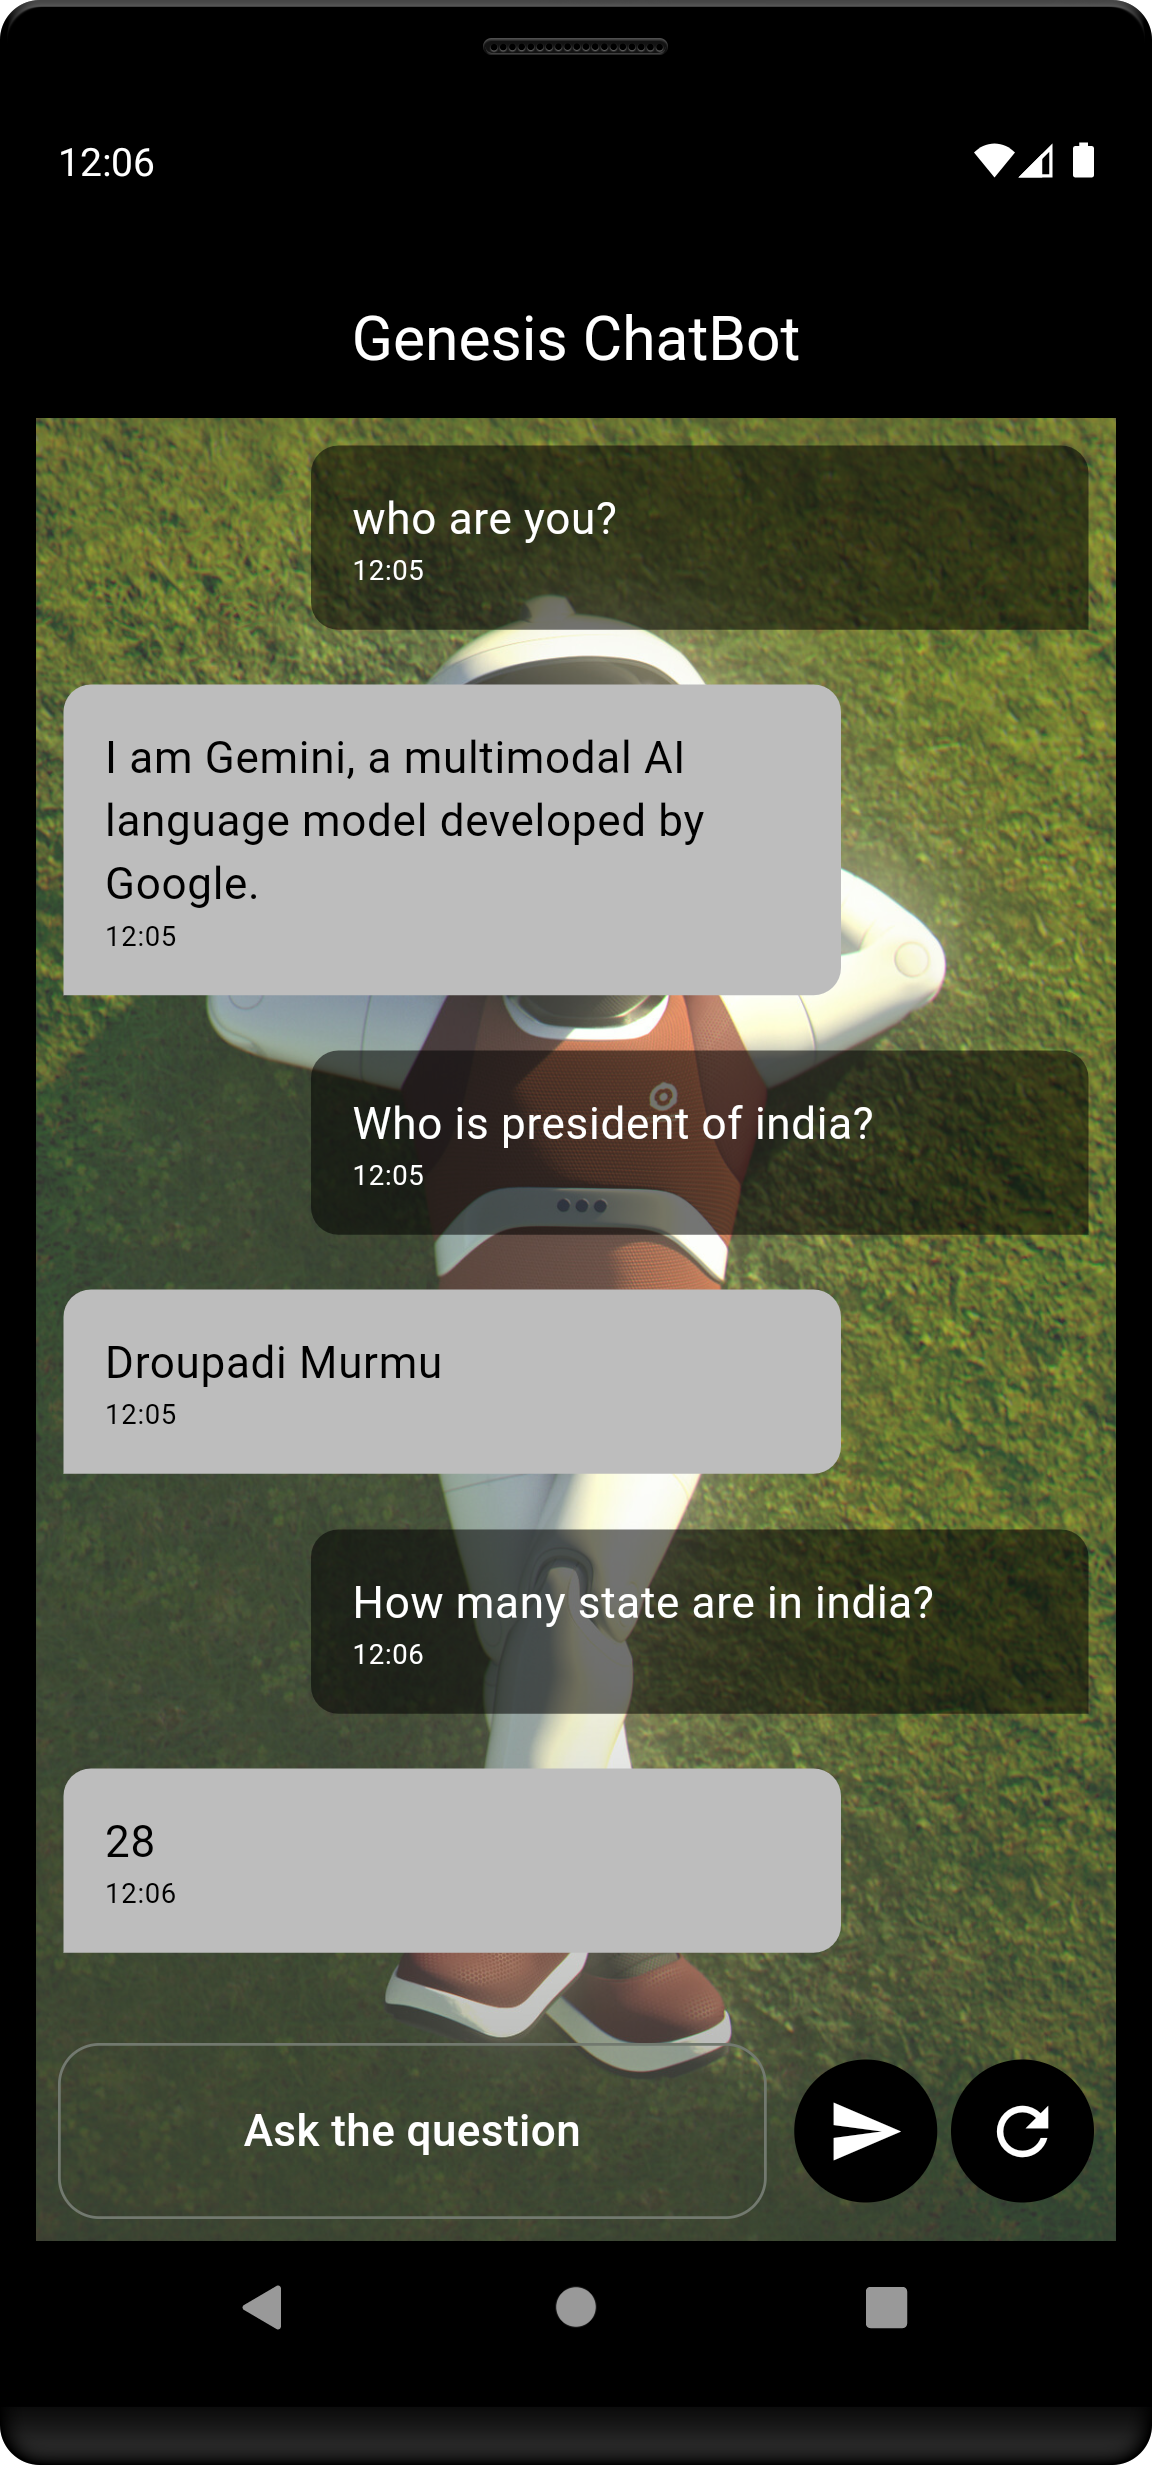 12:06
Genesis ChatBot
who are you?
12:05
I am Gemini, a multimodal AI
language model developed by
Google.
12:05
Who is president of india?
12:05
Droupadi Murmu
12:05
How many state are in india?
12:06
28
12:06
Ask the question